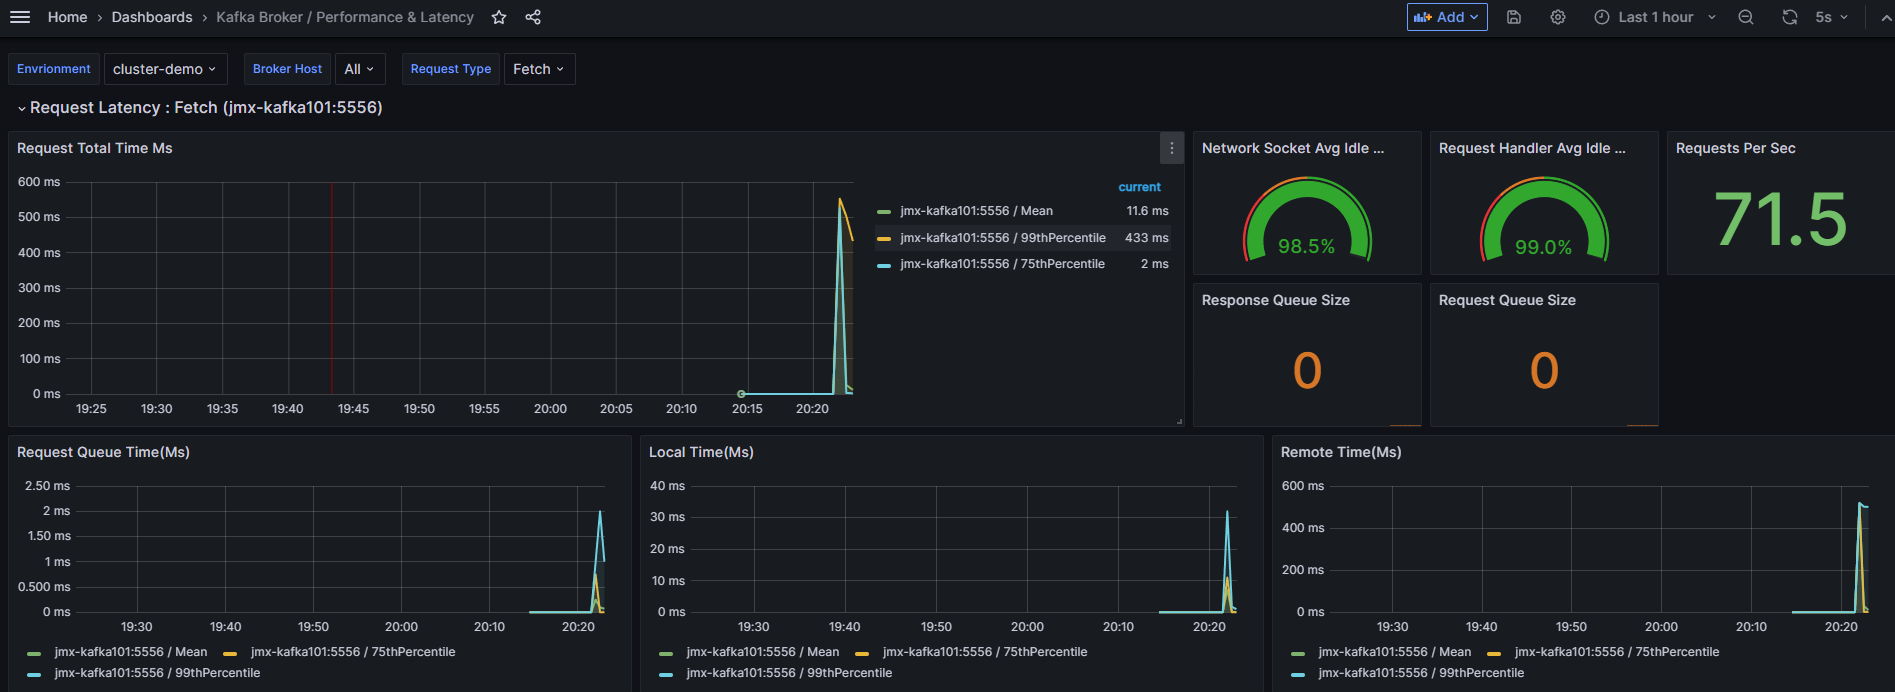 Home › Dashboards › Kafka Broker / Performance & Latency
Add
Last 1 hour
5s
Envrionment
cluster-demo
Broker Host
All
Request Type
Fetch
Request Latency : Fetch (jmx-kafka101:5556)
Request Total Time Ms
600 ms
500 ms
400 ms
300 ms
200 ms
100 ms
0 ms
19:25 19:30 19:35 19:40 19:45 19:50 19:55 20:00 20:05 20:10 20:15 20:20
current
jmx-kafka101:5556 / Mean 11.6 ms
jmx-kafka101:5556 / 99thPercentile 433 ms
jmx-kafka101:5556 / 75thPercentile 2 ms
Network Socket Avg Idle ...
98.5%
Request Handler Avg Idle ...
99.0%
Requests Per Sec
71.5
Response Queue Size
0
Request Queue Size
0
Request Queue Time(Ms)
2.50 ms
2 ms
1.50 ms
1 ms
0.500 ms
0 ms
19:30 19:40 19:50 20:00 20:10 20:20
jmx-kafka101:5556 / Mean jmx-kafka101:5556 / 75thPercentile
jmx-kafka101:5556 / 99thPercentile
Local Time(Ms)
40 ms
30 ms
20 ms
10 ms
0 ms
19:30 19:40 19:50 20:00 20:10 20:20
jmx-kafka101:5556 / Mean jmx-kafka101:5556 / 75thPercentile
jmx-kafka101:5556 / 99thPercentile
Remote Time(Ms)
600 ms
400 ms
200 ms
0 ms
19:30 19:40 19:50 20:00 20:10 20:20
jmx-kafka101:5556 / Mean jmx-kafka101:5556 / 75thPercentile
jmx-kafka101:5556 / 99thPercentile